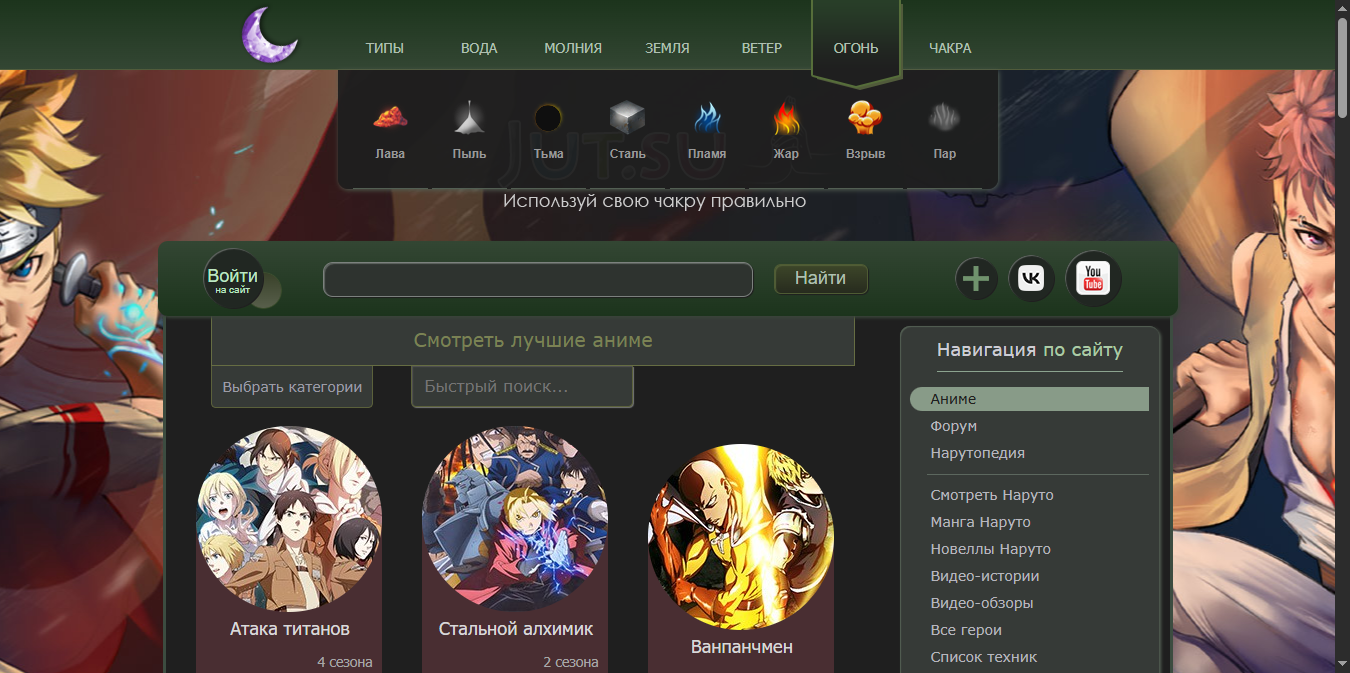 ТИПЫ ВОДА МОЛНИЯ ЗЕМЛЯ ВЕТЕР ОГОНЬ ЧАКРА
Лава Пыль Тьма Сталь Пламя Жар Взрыв Пар
JUT.SU
Используй свою чакру правильно
Войти
на сайт
Найти
You
Tube
Смотреть лучшие аниме
Выбрать категории
Быстрый поиск...
Атака титанов
4 сезона
Стальной алхимик
2 сезона
Ванпанчмен
Навигация по сайту
Аниме
Форум
Нарутопедия
Смотреть Наруто
Манга Наруто
Новеллы Наруто
Видео-истории
Видео-обзоры
Все герои
Список техник